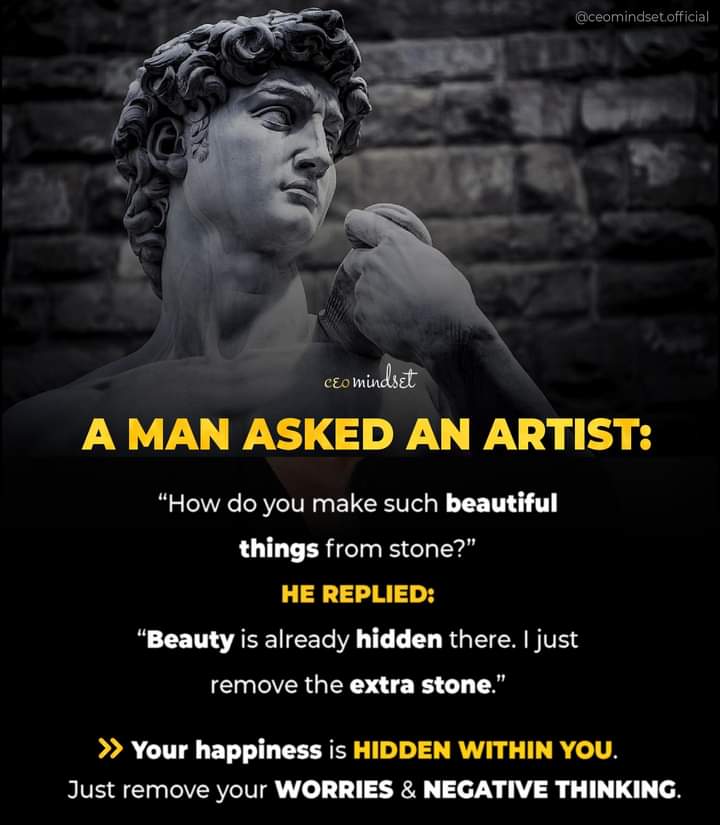 @ceomindset.official
ceo mindset
A MAN ASKED AN ARTIST:
“How do you make such beautiful
things from stone?”
HE REPLIED:
“Beauty is already hidden there. I just
remove the extra stone.”
» Your happiness is HIDDEN WITHIN YOU.
Just remove your WORRIES & NEGATIVE THINKING.